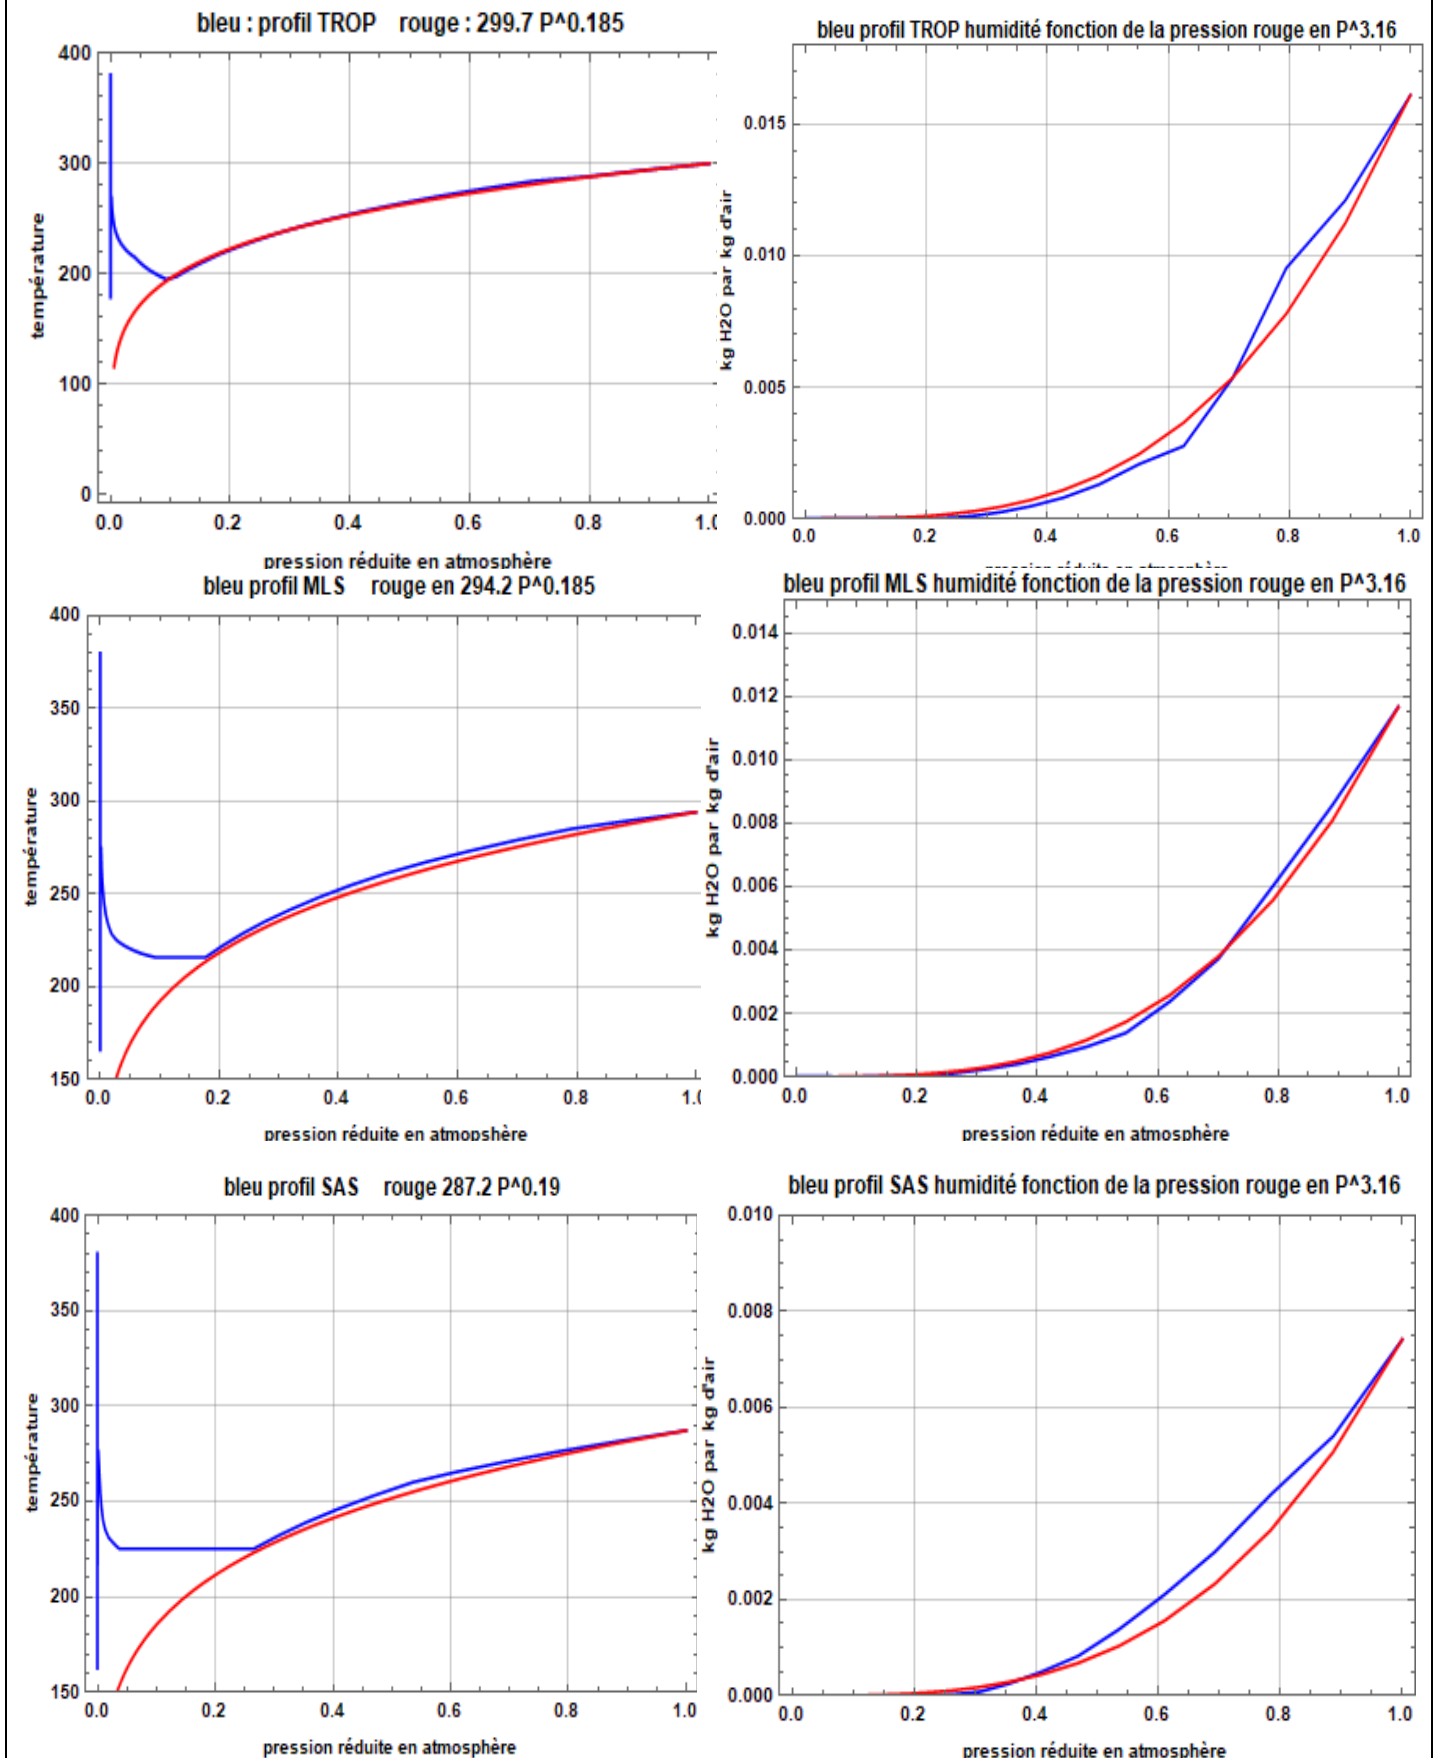 bleu : profil TROP    rouge : 299.7 P^0.185
400
300
200
100
0
température
0.0 0.2 0.4 0.6 0.8 1.0
pression réduite en atmosphère
bleu profil TROP humidité fonction de la pression rouge en P^3.16
0.015
0.010
0.005
0.000
kg H2O par kg d'air
0.0 0.2 0.4 0.6 0.8 1.0
pression réduite en atmosphère
bleu profil MLS    rouge en 294.2 P^0.185
400
350
300
250
200
150
température
0.0 0.2 0.4 0.6 0.8 1.0
pression réduite en atmopshère
bleu profil MLS humidité fonction de la pression rouge en P^3.16
0.014
0.012
0.010
0.008
0.006
0.004
0.002
0.000
kg H2O par kg d'air
0.0 0.2 0.4 0.6 0.8 1.0
pression réduite en atmosphère
bleu profil SAS    rouge 287.2 P^0.19
400
350
300
250
200
150
température
0.0 0.2 0.4 0.6 0.8 1.0
pression réduite en atmosphère
bleu profil SAS humidité fonction de la pression rouge en P^3.16
0.010
0.008
0.006
0.004
0.002
0.000
kg H2O par kg d'air
0.0 0.2 0.4 0.6 0.8 1.0
pression réduite en atmosphère